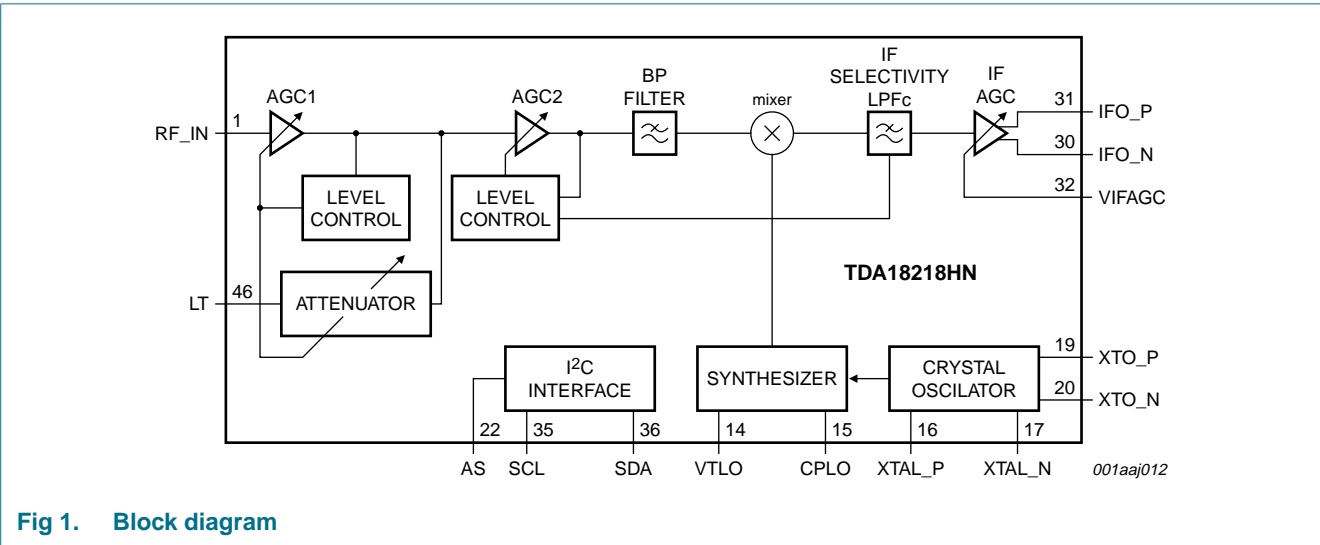 IF
BP SELECTIVITY IF
AGC1 AGC2 FILTER mixer LPFc AGC
31
IFO_P
1
RF_IN
30
IFO_N
LEVEL CONTROL
LEVEL CONTROL
32
VIFAGC
TDA18218HN
46
LT
ATTENUATOR
19
XTO_P
I2C INTERFACE
SYNTHESIZER
CRYSTAL OSCILATOR
20
XTO_N
22 35 36 14 15 16 17
AS SCL SDA VTLO CPLO XTAL_P XTAL_N 001aaj012
Fig 1. Block diagram